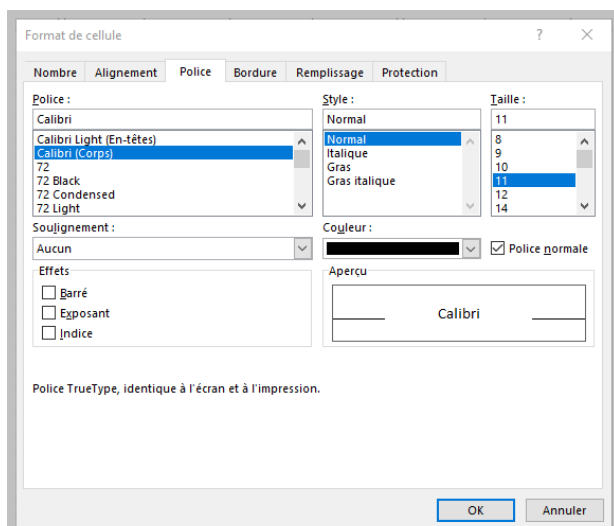 Format de cellule
Nombre Alignement Police Bordure Remplissage Protection
Police : Style : Taille :
Calibri Normal 11
Calibri Light (En-têtes) Normal 8
Calibri (Corps) Italique 9
72 Gras 10
72 Black Gras italique 11
72 Condensed 12
72 Light 14
Soulignement : Couleur :
Aucun Police normale
Effets Aperçu
Barré
Exposant Calibri
Indice
Police TrueType, identique à l'écran et à l'impression.
OK Annuler